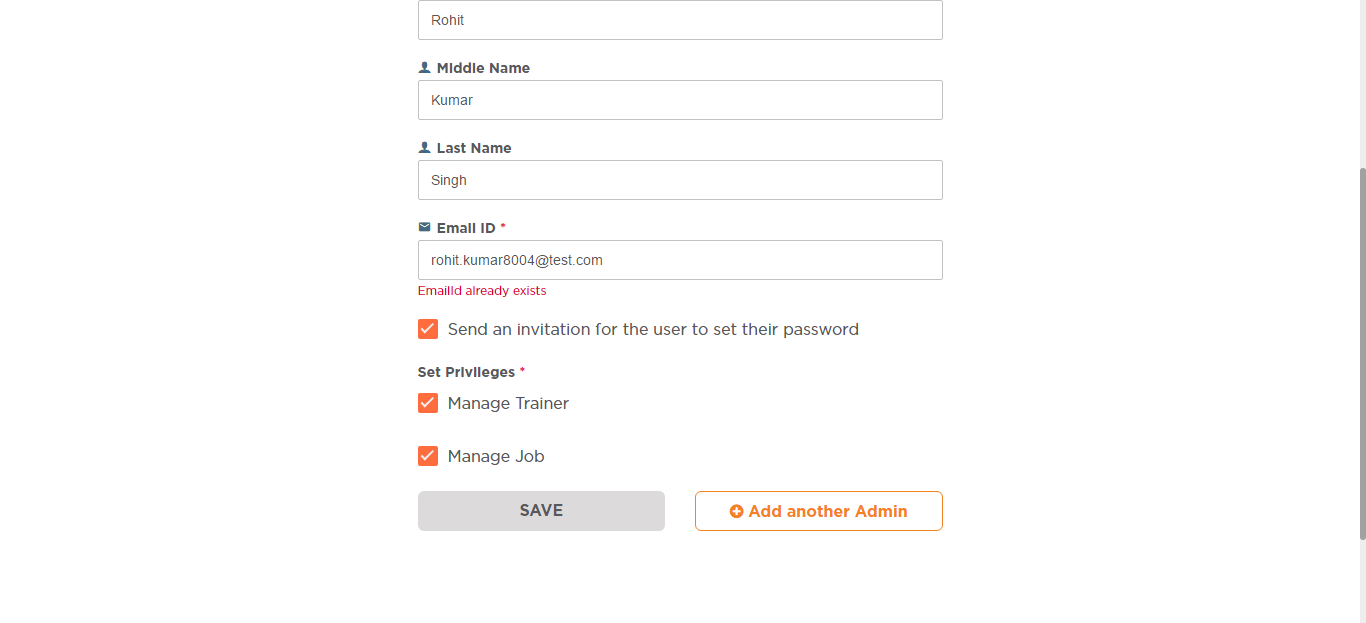 Rohit
Middle Name
Kumar
Last Name
Singh
Email ID *
rohit.kumar8004@test.com
EmailId already exists
Send an invitation for the user to set their password
Set Privileges *
Manage Trainer
Manage Job
SAVE
Add another Admin